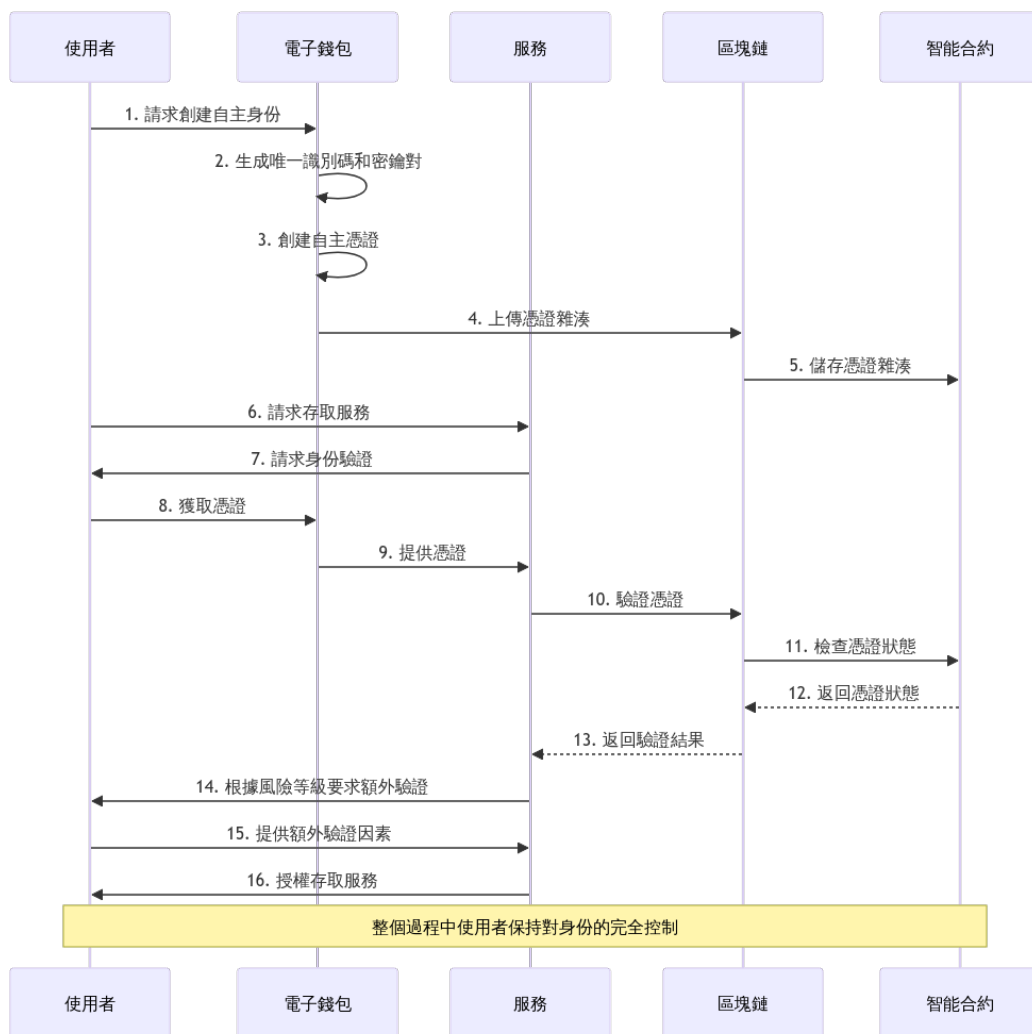 使用者
電子錢包
服務
區塊鏈
智能合約
1. 請求創建自主身份
2. 生成唯一識別碼和密鑰對
3. 創建自主憑證
4. 上傳憑證雜湊
5. 儲存憑證雜湊
6. 請求存取服務
7. 請求身份驗證
8. 獲取憑證
9. 提供憑證
10. 驗證憑證
11. 檢查憑證狀態
12. 返回憑證狀態
13. 返回驗證結果
14. 根據風險等級要求額外驗證
15. 提供額外驗證因素
16. 授權存取服務
整個過程中使用者保持對身份的完全控制
使用者
電子錢包
服務
區塊鏈
智能合約